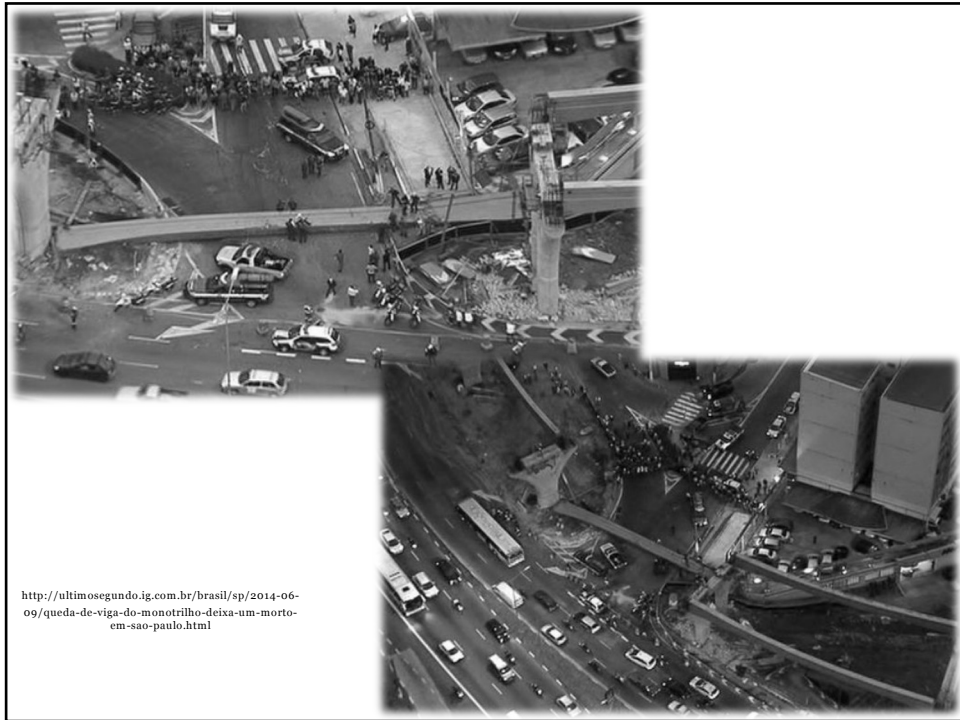 http://ultimosegundo.ig.com.br/brasil/sp/2014-06-
09/queda-de-viga-do-monotrilho-deixa-um-morto-
em-sao-paulo.html